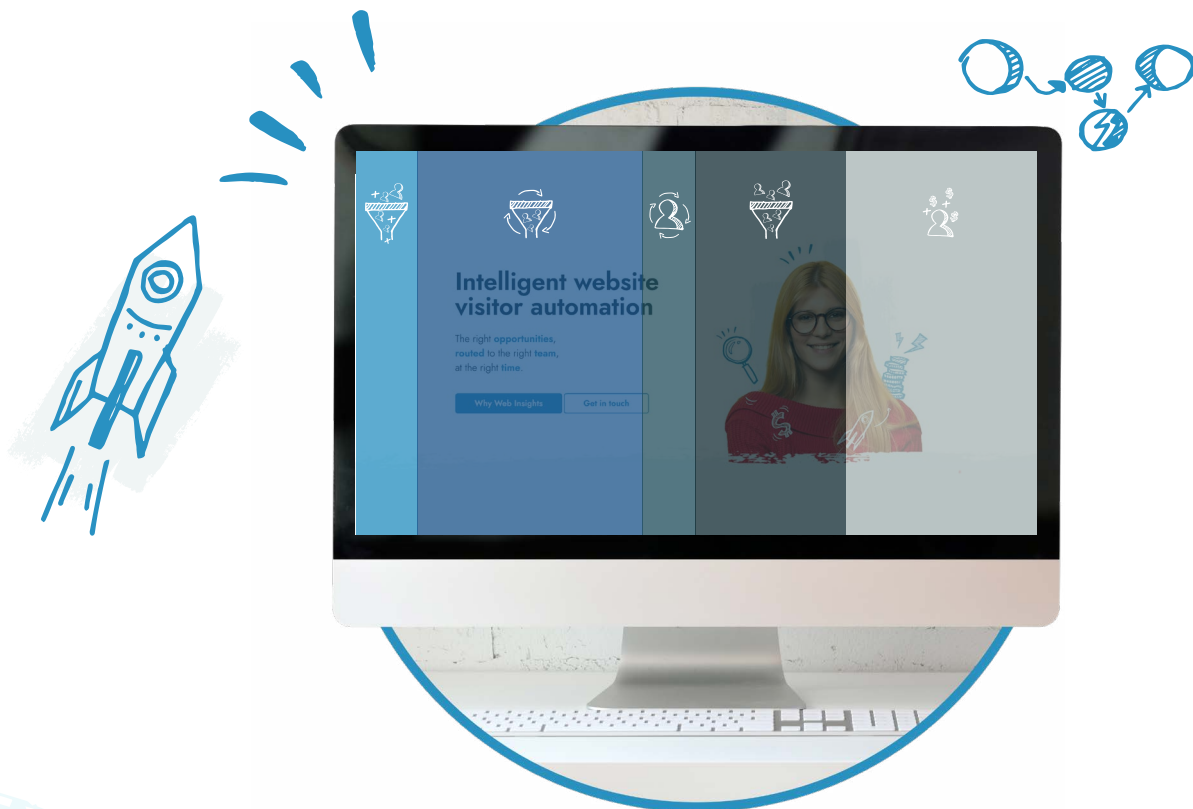 Intelligent website
visitor automation
The right opportunities,
routed to the right team,
at the right time.
Why Web Insights
Get in touch